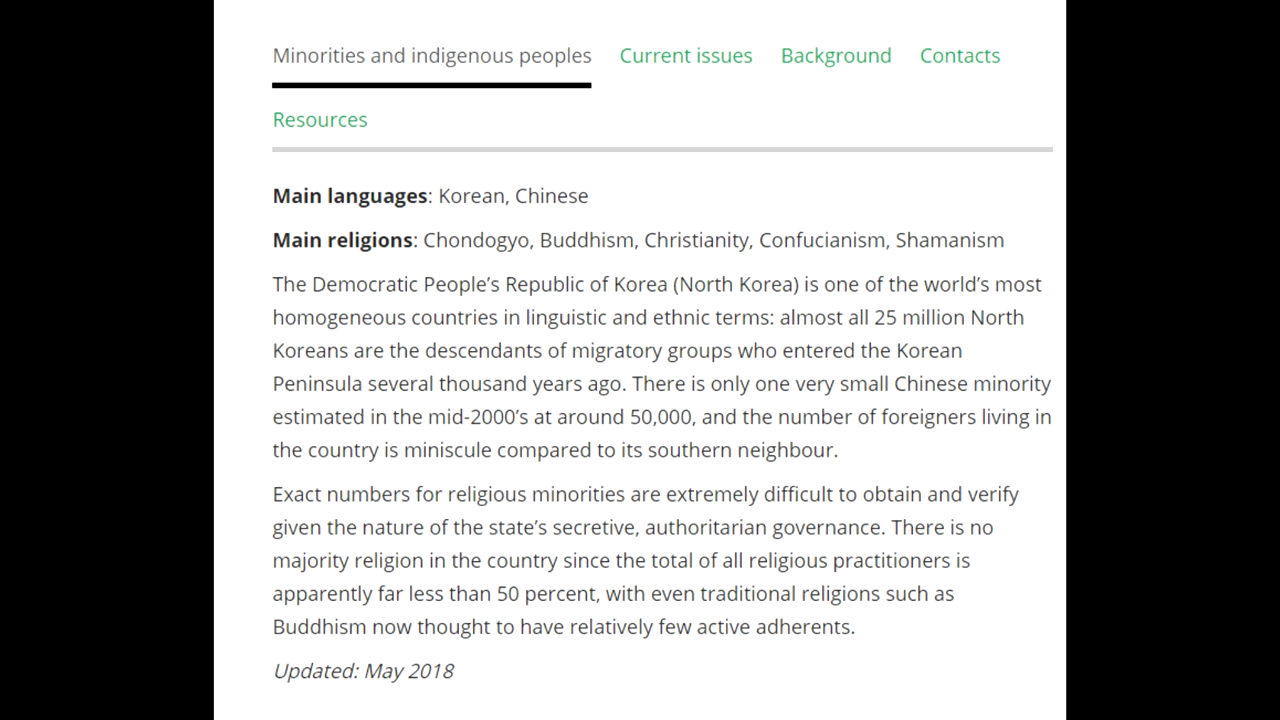 Minorities and indigenous peoples Current issues Background Contacts
Resources
Main languages: Korean, Chinese
Main religions: Chondogyo, Buddhism, Christianity, Confucianism, Shamanism
The Democratic People’s Republic of Korea (North Korea) is one of the world’s most
homogeneous countries in linguistic and ethnic terms: almost all 25 million North
Koreans are the descendants of migratory groups who entered the Korean
Peninsula several thousand years ago. There is only one very small Chinese minority
estimated in the mid-2000’s at around 50,000, and the number of foreigners living in
the country is miniscule compared to its southern neighbour.
Exact numbers for religious minorities are extremely difficult to obtain and verify
given the nature of the state’s secretive, authoritarian governance. There is no
majority religion in the country since the total of all religious practitioners is
apparently far less than 50 percent, with even traditional religions such as
Buddhism now thought to have relatively few active adherents.
Updated: May 2018